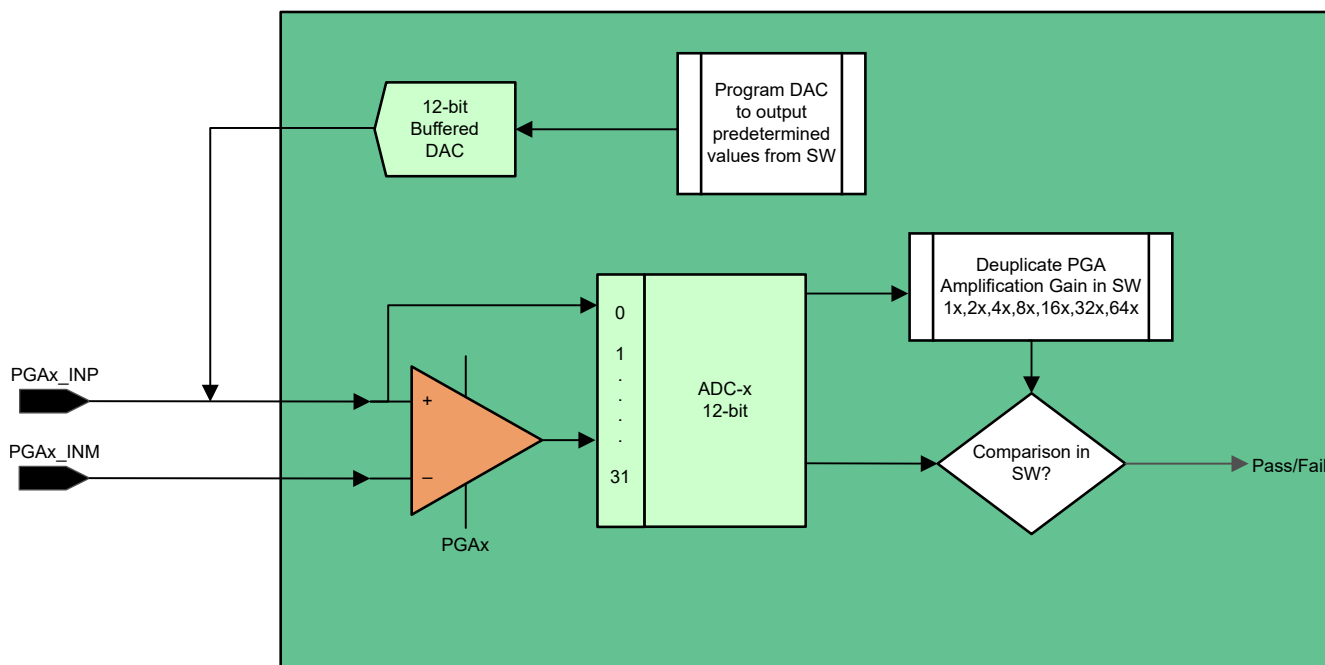 12-bit
Buffered
DAC
Program DAC
to output
predetermined
values from SW
Deuplicate PGA
Amplification Gain in SW
1x,2x,4x,8x,16x,32x,64x
0
1
.
.
.
.
31
ADC-x
12-bit
PGAx_INP
PGAx_INM
+
−
PGAx
Comparison in
SW?
Pass/Fail